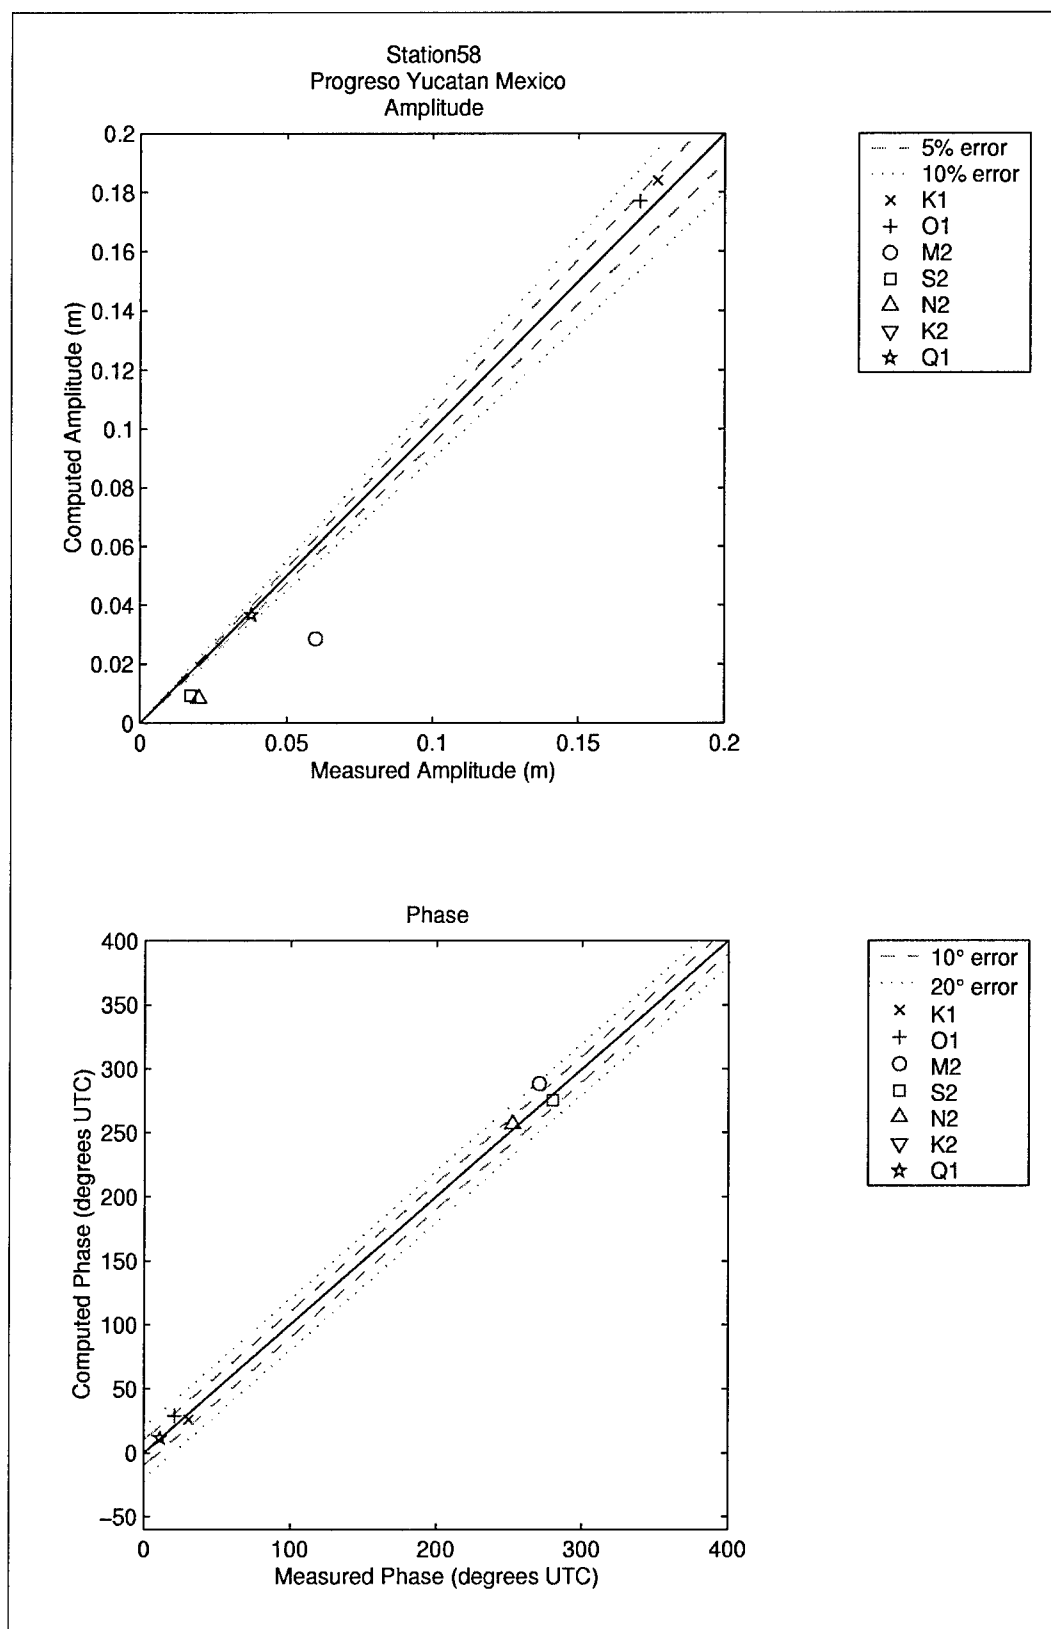 Station58
Progreso Yucatan Mexico
Amplitude
0.2
0.18
0.16
0.14
0.12
0.1
0.08
0.06
0.04
0.02
0
Computed Amplitude (m)
0 0.05 0.1 0.15 0.2
Measured Amplitude (m)
5% error
10% error
K1
O1
M2
S2
N2
K2
Q1
Phase
400
350
300
250
200
150
100
50
0
−50
Computed Phase (degrees UTC)
0 100 200 300 400
Measured Phase (degrees UTC)
10° error
20° error
K1
O1
M2
S2
N2
K2
Q1